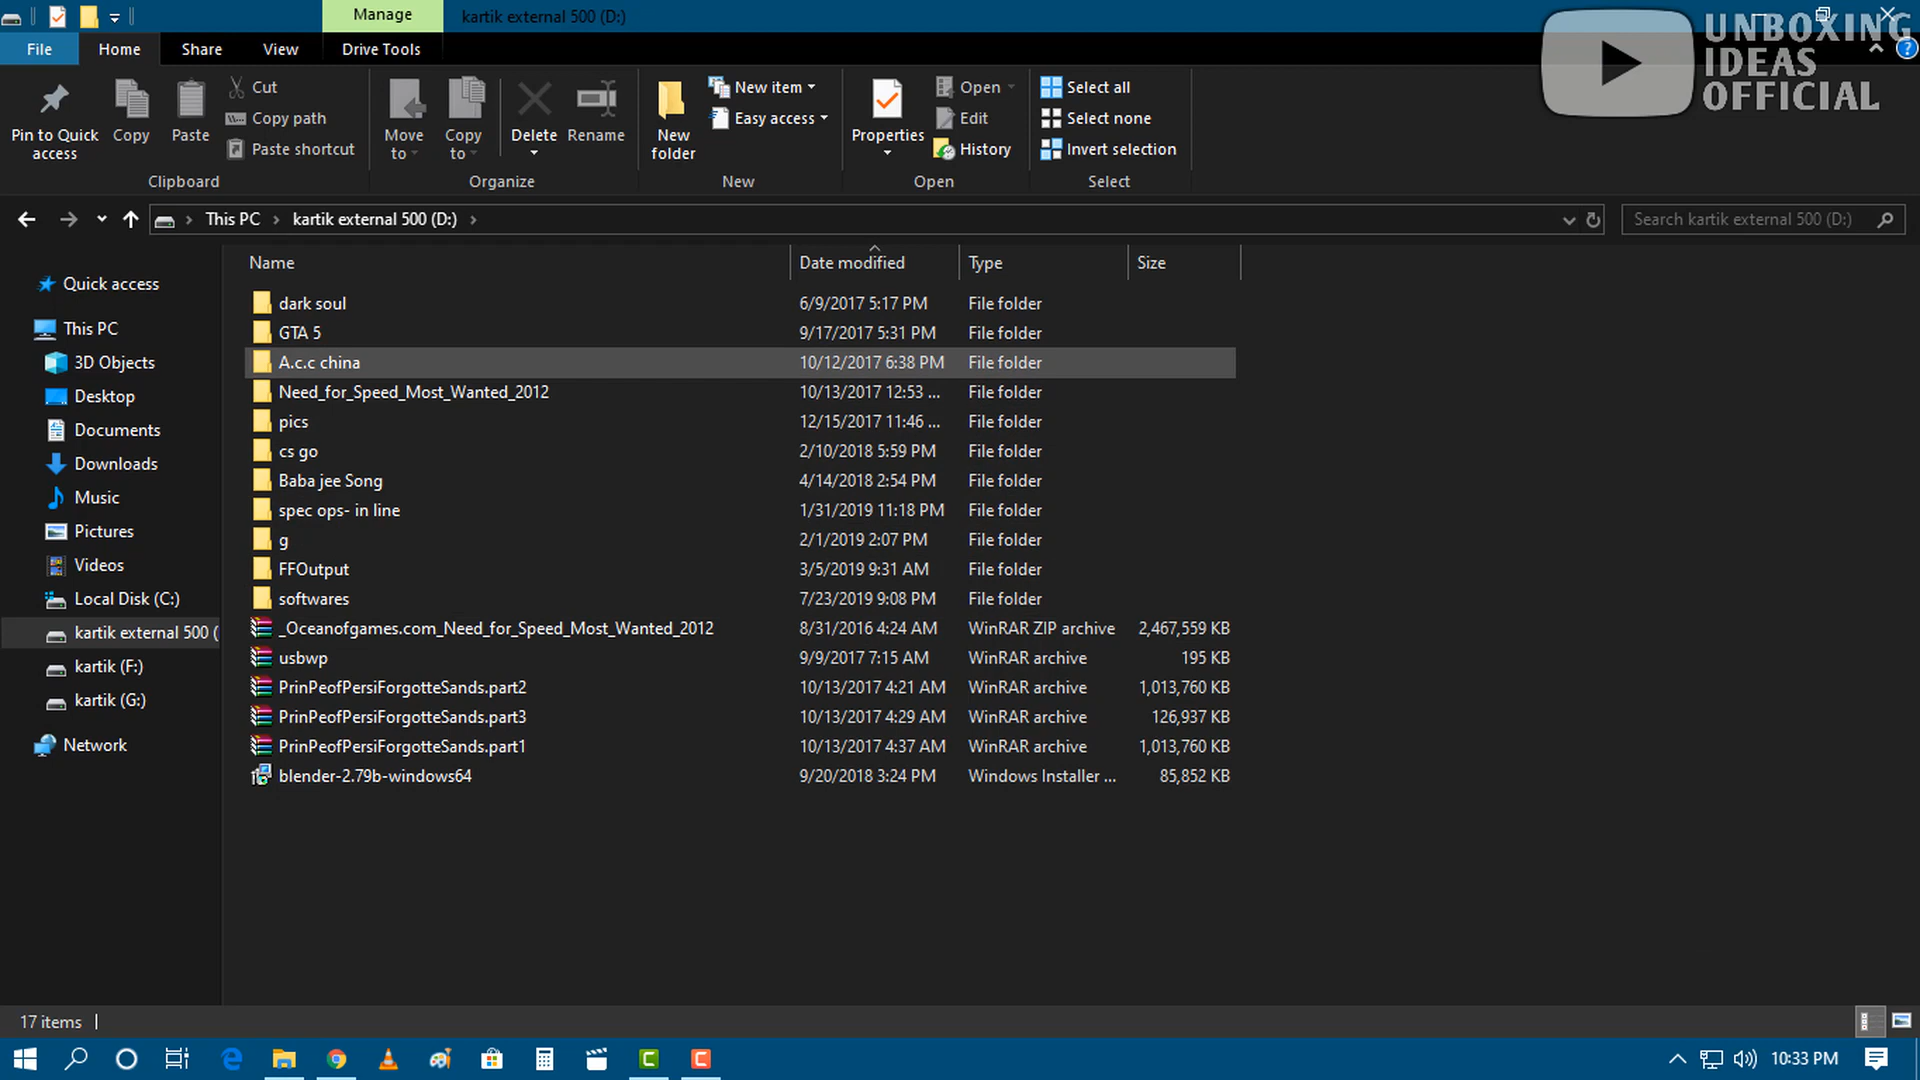 Manage
kartik external 500 (D:)
File
Home
Share
View
Drive Tools
UNBOXING
IDEAS
OFFICIAL
Pin to Quick
access
Copy
Paste
Cut
Copy path
Paste shortcut
Clipboard
Move
to
Copy
to
Delete
Rename
Organize
New
folder
New item
Easy access
New
Properties
Open
Edit
History
Open
Select all
Select none
Invert selection
Select
This PC
kartik external 500 (D:)
Search kartik external 500 (D:)
Name
Date modified
Type
Size
Quick access
This PC
3D Objects
Desktop
Documents
Downloads
Music
Pictures
Videos
Local Disk (C:)
kartik external 500 (
kartik (F:)
kartik (G:)
Network
dark soul 6/9/2017 5:17 PM File folder
GTA 5 9/17/2017 5:31 PM File folder
A.c.c china 10/12/2017 6:38 PM File folder
Need_for_Speed_Most_Wanted_2012 10/13/2017 12:53 ... File folder
pics 12/15/2017 11:46 ... File folder
cs go 2/10/2018 5:59 PM File folder
Baba jee Song 4/14/2018 2:54 PM File folder
spec ops- in line 1/31/2019 11:18 PM File folder
g 2/1/2019 2:07 PM File folder
FFOutput 3/5/2019 9:31 AM File folder
softwares 7/23/2019 9:08 PM File folder
_Oceanofgames.com_Need_for_Speed_Most_Wanted_2012 8/31/2016 4:24 AM WinRAR ZIP archive 2,467,559 KB
usbwp 9/9/2017 7:15 AM WinRAR archive 195 KB
PrinPeofPersiForgotteSands.part2 10/13/2017 4:21 AM WinRAR archive 1,013,760 KB
PrinPeofPersiForgotteSands.part3 10/13/2017 4:29 AM WinRAR archive 126,937 KB
PrinPeofPersiForgotteSands.part1 10/13/2017 4:37 AM WinRAR archive 1,013,760 KB
blender-2.79b-windows64 9/20/2018 3:24 PM Windows Installer ... 85,852 KB
17 items
10:33 PM